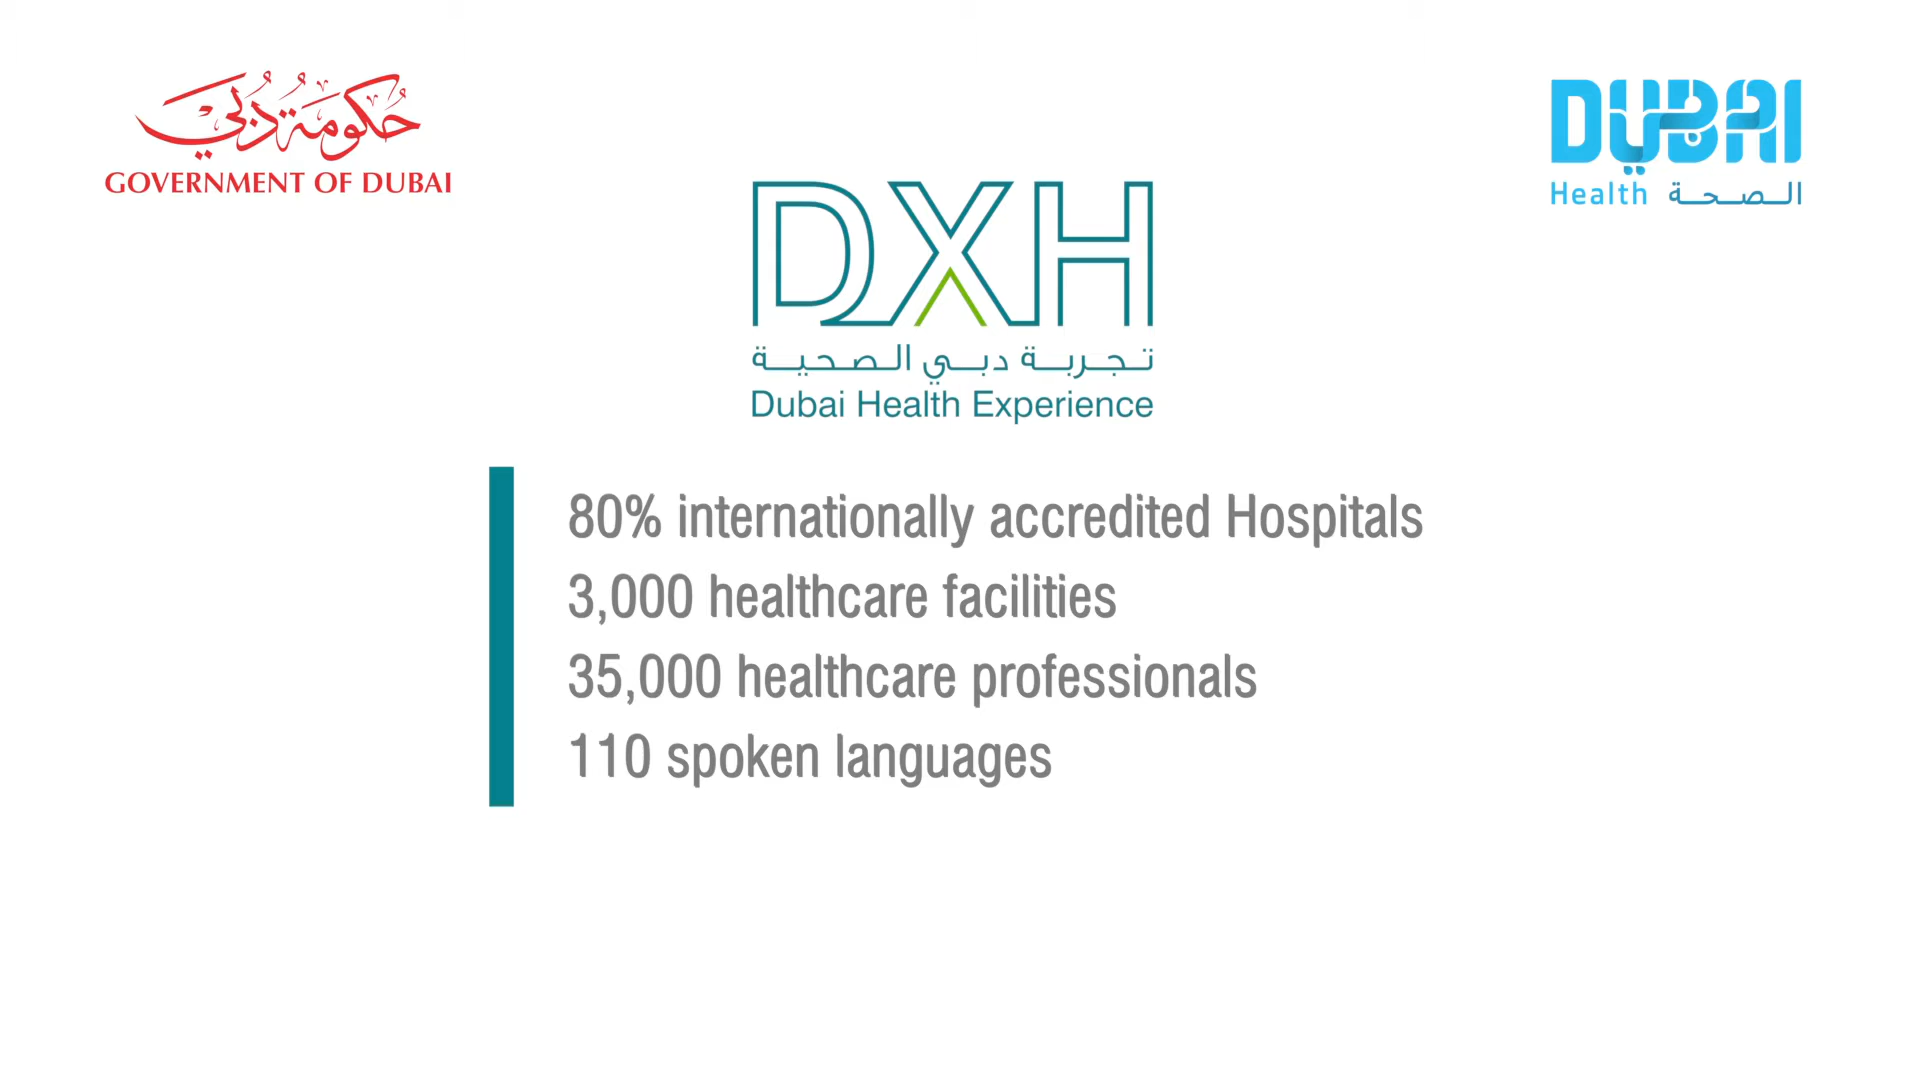 حكومة دبي
GOVERNMENT OF DUBAI
DUBAI
Health الصحة
DXH
تجربة دبي الصحية
Dubai Health Experience
80% internationally accredited Hospitals
3,000 healthcare facilities
35,000 healthcare professionals
110 spoken languages